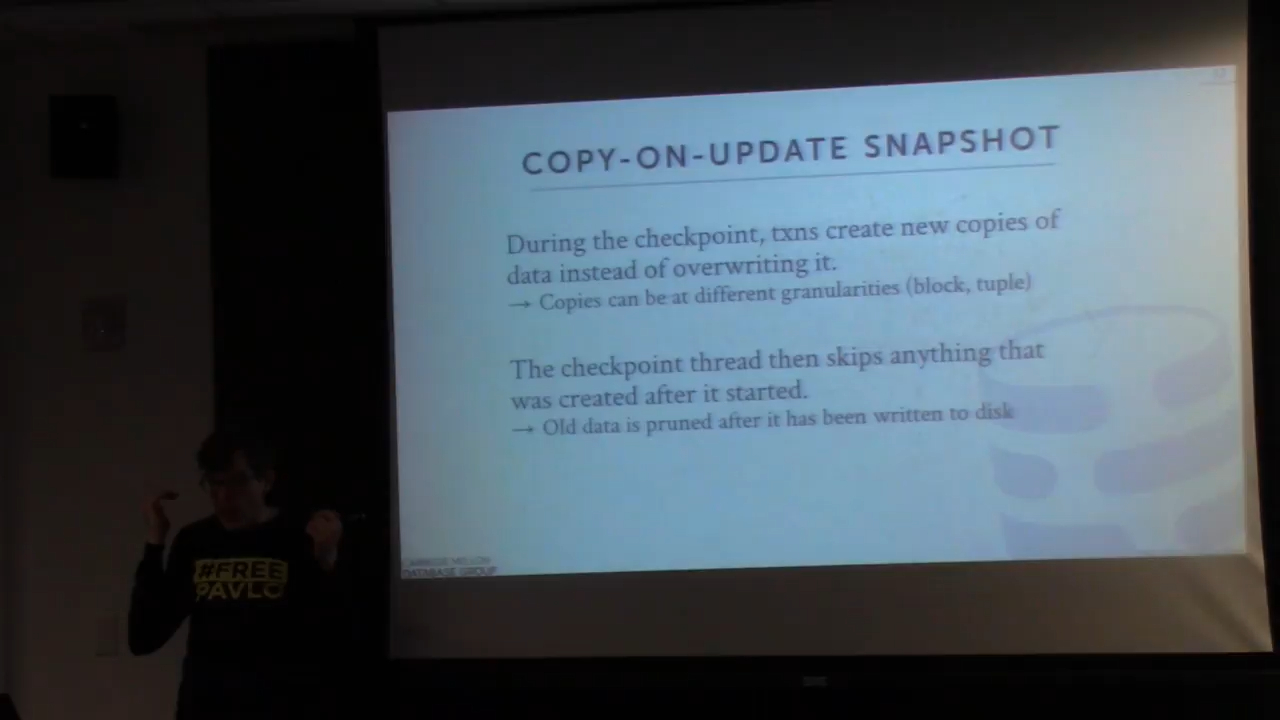 COPY-ON-UPDATE SNAPSHOT
During the checkpoint, txns create new copies of
data instead of overwriting it.
→ Copies can be at different granularities (block, tuple)
The checkpoint thread then skips anything that
was created after it started.
→ Old data is pruned after it has been written to disk
CARNEGIE MELLON
DATABASE GROUP
#FREE
PAVLO